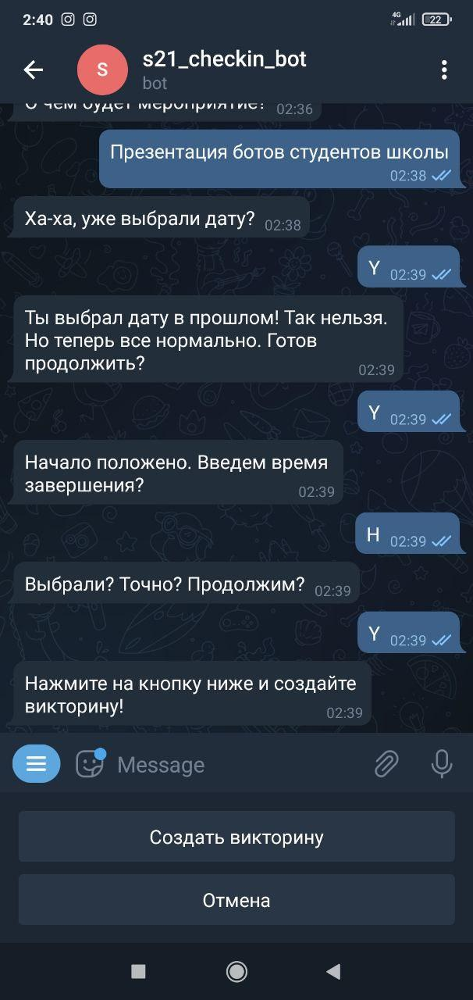 2:40
4G
22
S
s21_checkin_bot
bot
О чем будет мероприятие? 02:36
Презентация ботов студентов школы
02:38
Ха-ха, уже выбрали дату? 02:38
Y 02:39
Ты выбрал дату в прошлом! Так нельзя.
Но теперь все нормально. Готов
продолжить?
02:39
Y 02:39
Начало положено. Введем время
завершения?
02:39
Н 02:39
Выбрали? Точно? Продолжим? 02:39
Y 02:39
Нажмите на кнопку ниже и создайте
викторину!
02:39
Message
Создать викторину
Отмена